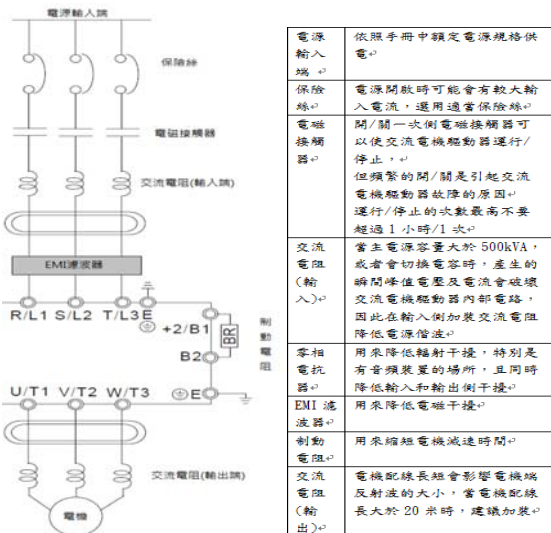 電源輸入端
保險絲
電磁接觸器
交流電阻(輸入端)
EMI濾波器
R/L1 S/L2 T/L3 E
+2/B1
BR
制動電阻
B2
U/T1 V/T2 W/T3 E
交流電阻(輸出端)
電機
電源
輸入
端
依照手冊中額定電源規格供
電
保險
絲
電源開啟時可能會有較大輸
入電流，選用適當保險絲
電磁
接觸
器
開/關一次側電磁接觸器可
以使交流電機驅動器運行/
停止，
但頻繁的開/關是引起交流
電機驅動器故障的原因
運行/停止的次數最高不要
超過 1 小時/1 次
交流
電阻
(輸
入)
當主電源容量大於 500kVA，
或者會切換電容時，產生的
瞬間峰值電壓及電流會破壞
交流電機驅動器內部電路，
因此在輸入側加裝交流電阻
降低電源諧波
零相
電抗
器
用來降低輻射干擾，特別是
有音頻裝置的場所，且同時
降低輸入和輸出側干擾
EMI 濾
波器
用來降低電磁干擾
制動
電阻
用來縮短電機減速時間
交流
電阻
(輸
出)
電機配線長短會影響電機端
反射波的大小，當電機配線
長大於 20 米時，建議加裝